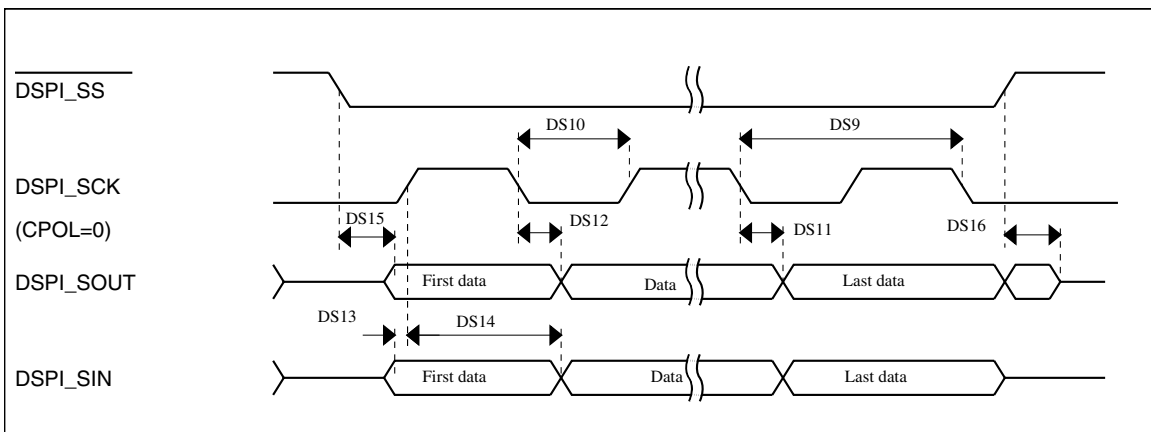 DSPI_SS
DS10
DS9
DSPI_SCK
(CPOL=0)
DS15
DS12
DS11
DS16
DSPI_SOUT
First data
Data
Last data
DS13
DS14
DSPI_SIN
First data
Data
Last data